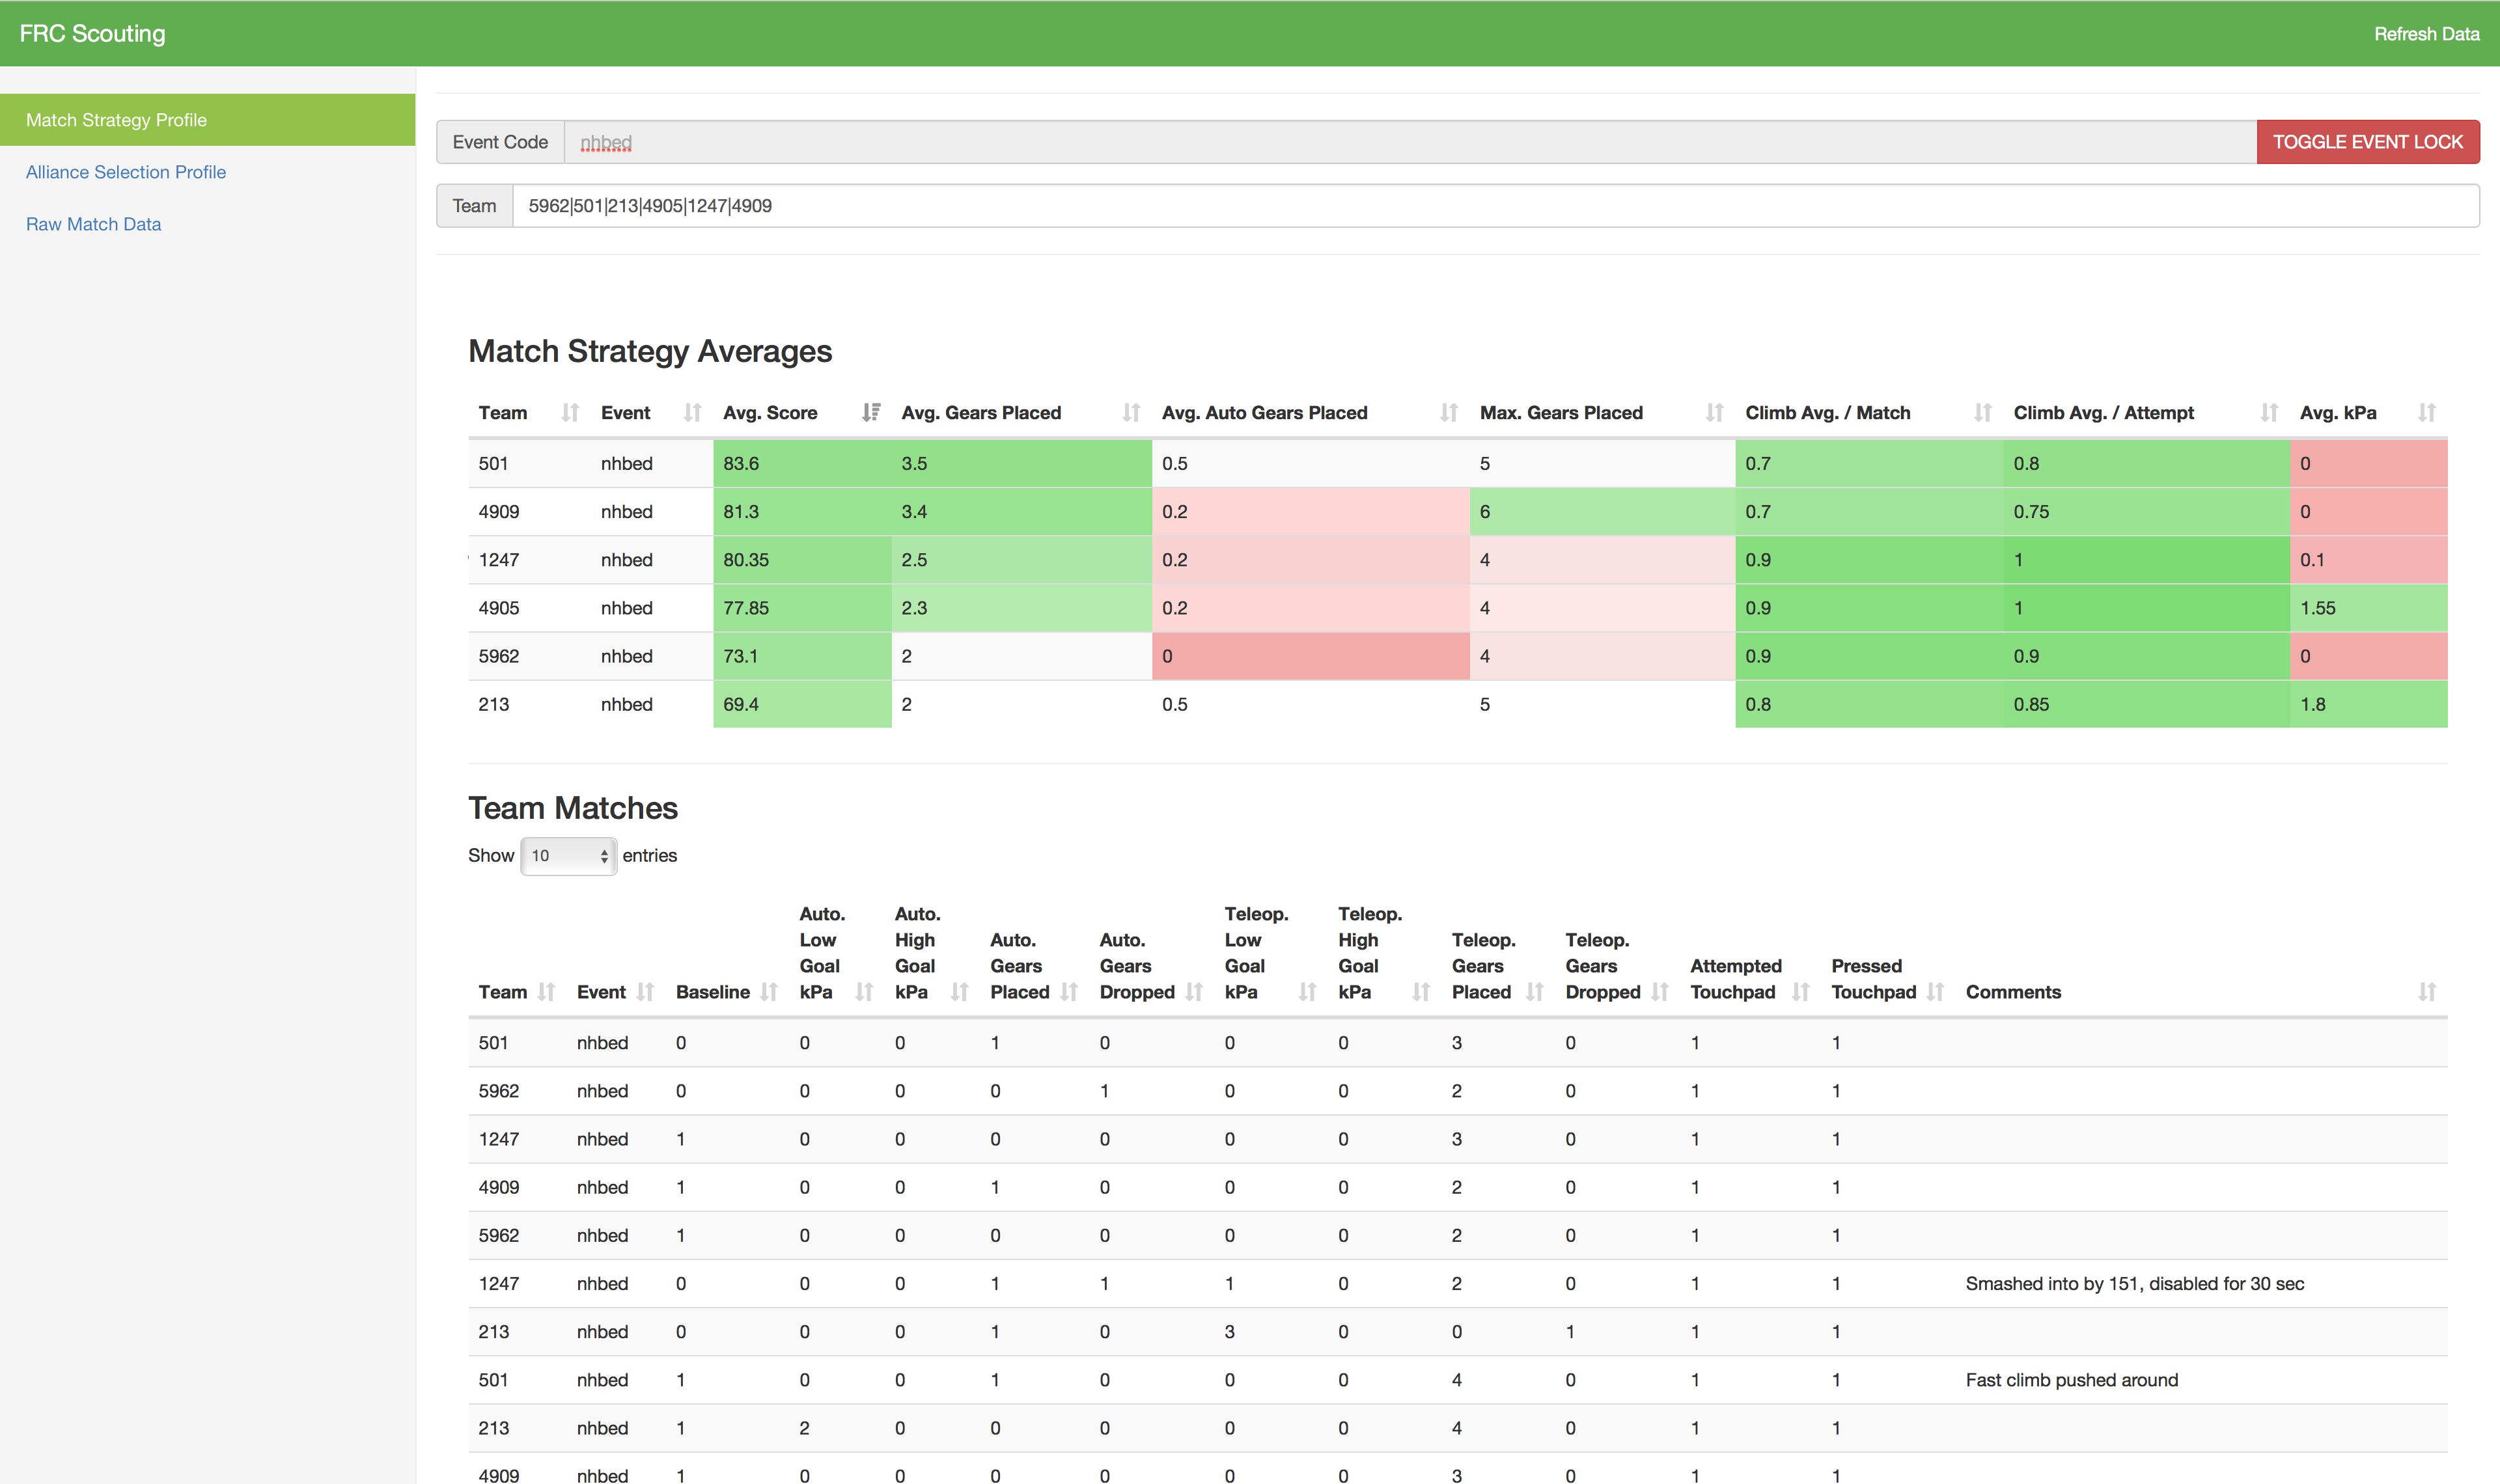 FRC Scouting Refresh Data
Match Strategy Profile
Alliance Selection Profile
Raw Match Data
Event Code nhbed TOGGLE EVENT LOCK
Team 5962|501|213|4905|1247|4909
Match Strategy Averages
Team Event Avg. Score Avg. Gears Placed Avg. Auto Gears Placed Max. Gears Placed Climb Avg. / Match Climb Avg. / Attempt Avg. kPa
501 nhbed 83.6 3.5 0.5 5 0.7 0.8 0
4909 nhbed 81.3 3.4 0.2 6 0.7 0.75 0
1247 nhbed 80.35 2.5 0.2 4 0.9 1 0.1
4905 nhbed 77.85 2.3 0.2 4 0.9 1 1.55
5962 nhbed 73.1 2 0 4 0.9 0.9 0
213 nhbed 69.4 2 0.5 5 0.8 0.85 1.8
Team Matches
Show 10 entries
Team Event Baseline Auto. Low Goal kPa Auto. High Goal kPa Auto. Gears Placed Auto. Gears Dropped Teleop. Low Goal kPa Teleop. High Goal kPa Teleop. Gears Placed Teleop. Gears Dropped Attempted Touchpad Pressed Touchpad Comments
501 nhbed 0 0 0 1 0 0 0 3 0 1 1
5962 nhbed 0 0 0 0 1 0 0 2 0 1 1
1247 nhbed 1 0 0 0 0 0 0 3 0 1 1
4909 nhbed 1 0 0 1 0 0 0 2 0 1 1
5962 nhbed 1 0 0 0 0 0 0 2 0 1 1
1247 nhbed 0 0 0 1 1 1 0 2 0 1 1 Smashed into by 151, disabled for 30 sec
213 nhbed 0 0 0 1 0 3 0 0 1 1 1
501 nhbed 1 0 0 1 0 0 0 4 0 1 1 Fast climb pushed around
213 nhbed 1 2 0 0 0 0 0 4 0 1 1
4909 nhbed 1 0 0 0 0 0 0 3 0 1 1